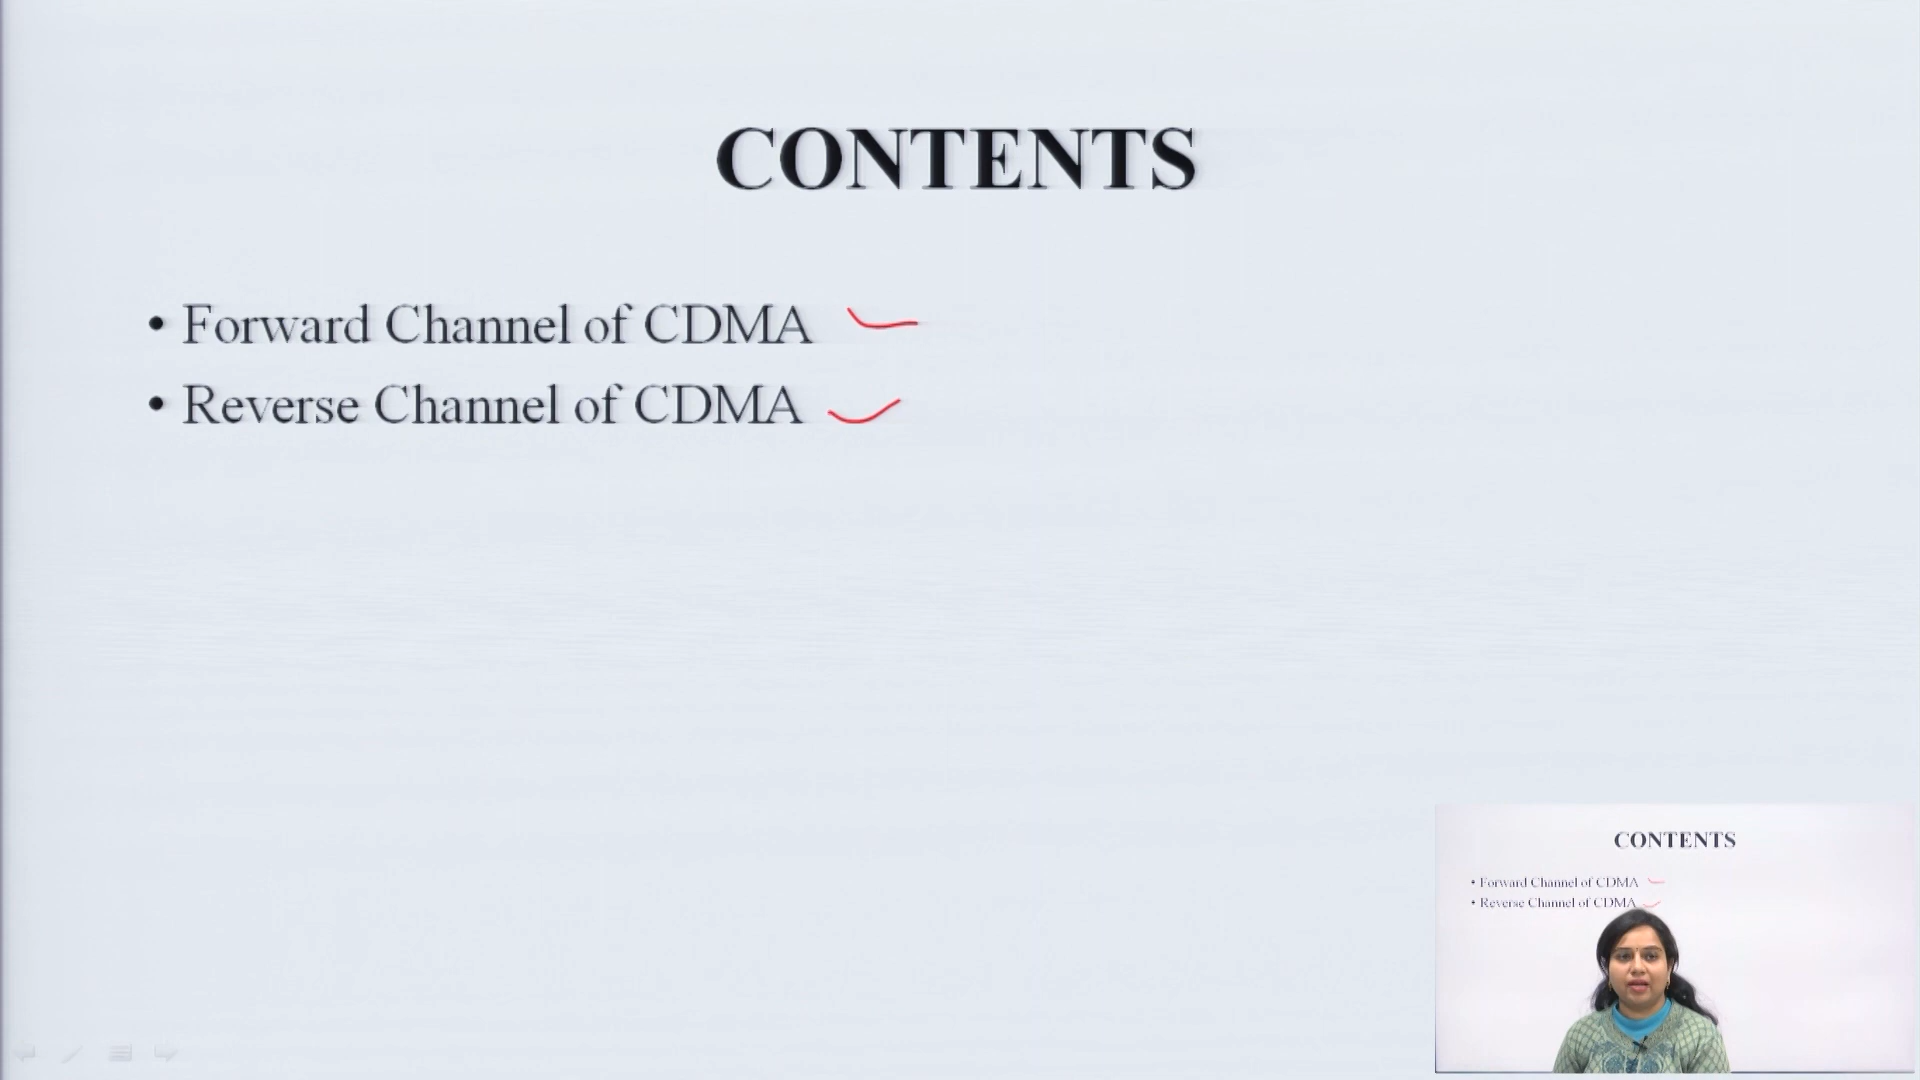 CONTENTS
• Forward Channel of CDMA
• Reverse Channel of CDMA
CONTENTS
• Forward Channel of CDMA
• Reverse Channel of CDMA